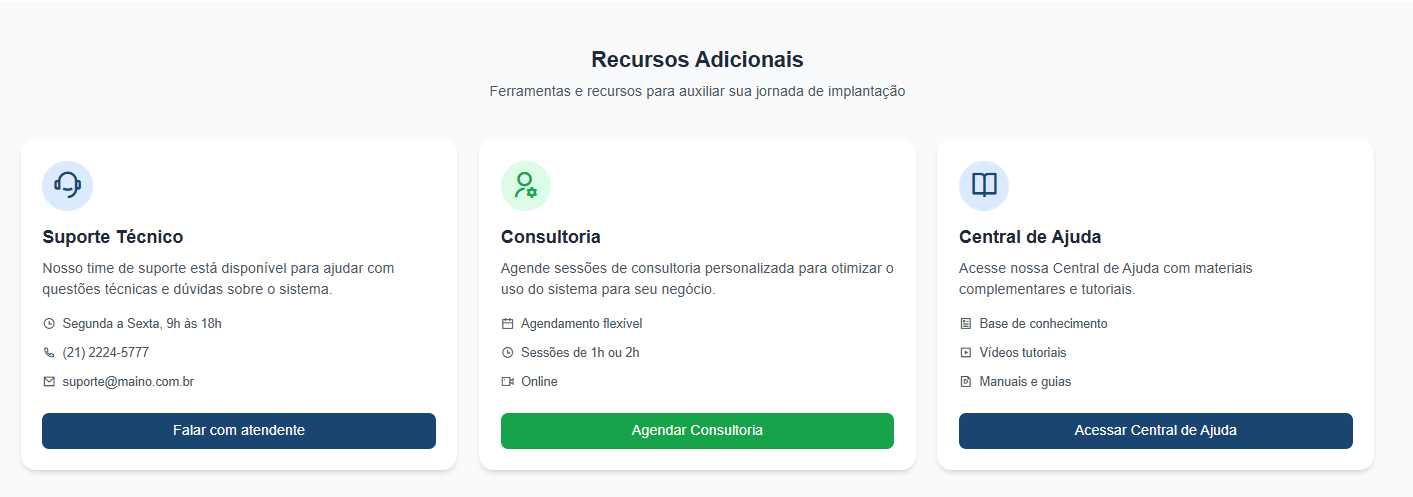 Recursos Adicionais
Ferramentas e recursos para auxiliar sua jornada de implantação
Suporte Técnico
Nosso time de suporte está disponível para ajudar com
questões técnicas e dúvidas sobre o sistema.
Segunda a Sexta, 9h às 18h
(21) 2224-5777
suporte@maino.com.br
Falar com atendente
Consultoria
Agende sessões de consultoria personalizada para otimizar o
uso do sistema para seu negócio.
Agendamento flexível
Sessões de 1h ou 2h
Online
Agendar Consultoria
Central de Ajuda
Acesse nossa Central de Ajuda com materiais
complementares e tutoriais.
Base de conhecimento
Vídeos tutoriais
Manuais e guias
Acessar Central de Ajuda